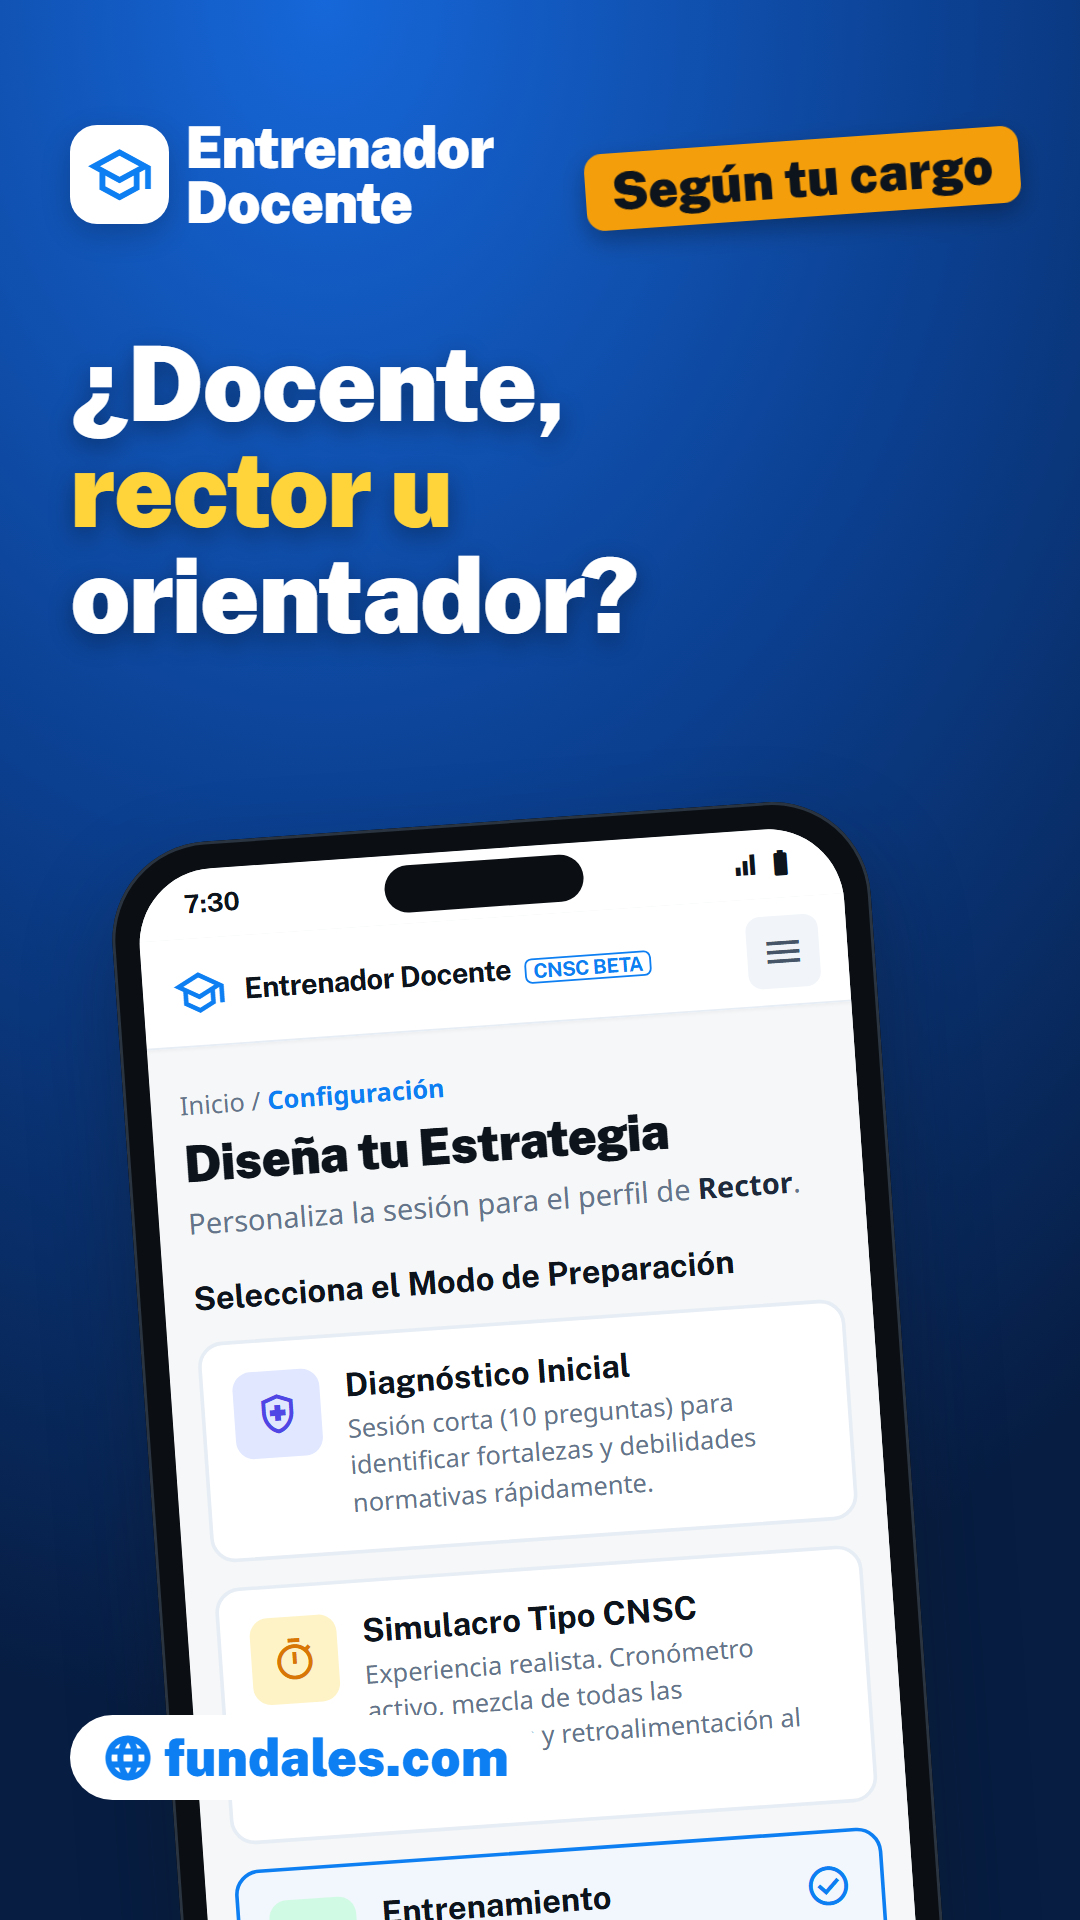 Entrenador
Docente
Según tu cargo
¿Docente,
rector u
orientador?
7:30
Entrenador Docente CNSC BETA
Inicio / Configuración
Diseña tu Estrategia
Personaliza la sesión para el perfil de Rector.
Selecciona el Modo de Preparación
Diagnóstico Inicial
Sesión corta (10 preguntas) para
identificar fortalezas y debilidades
normativas rápidamente.
Simulacro Tipo CNSC
Experiencia realista. Cronómetro
activo, mezcla de todas las
y retroalimentación al
fundales.com
Entrenamiento